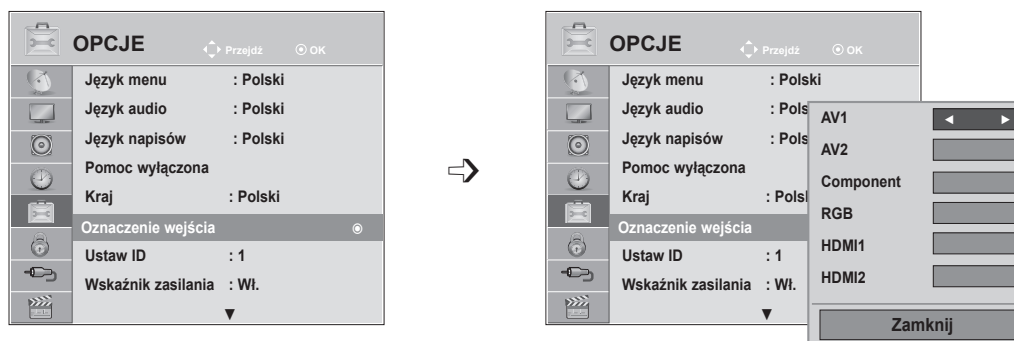 OPCJE
Przejdź OK
Język menu : Polski
Język audio : Polski
Język napisów : Polski
Pomoc wyłączona
Kraj : Polski
Oznaczenie wejścia
Ustaw ID : 1
Wskaźnik zasilania : Wł.
OPCJE
Przejdź OK
Język menu : Polski
Język audio : Pols
Język napisów : Pols
Pomoc wyłączona
Kraj : Polsk
Oznaczenie wejścia
Ustaw ID : 1
Wskaźnik zasilania : Wł.
AV1
AV2
Component
RGB
HDMI1
HDMI2
Zamknij